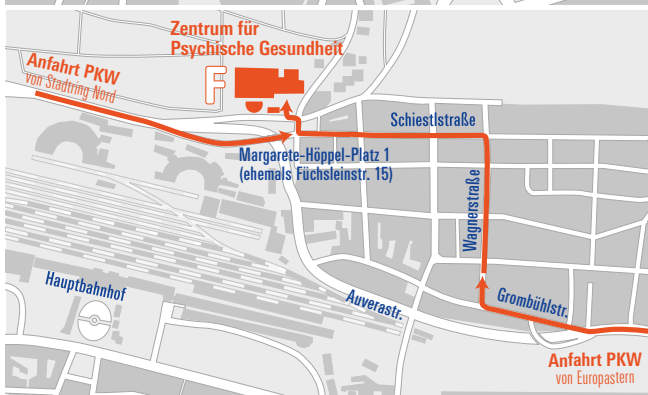 Zentrum für
Psychische Gesundheit
Anfahrt PKW
von Stadtring Nord
F
Schiestlstraße
Margarete-Höppel-Platz 1
(ehemals Füchsleinstr. 15)
Wagnerstraße
Hauptbahnhof
Auverastr.
Grombühlstr.
Anfahrt PKW
von Europastern